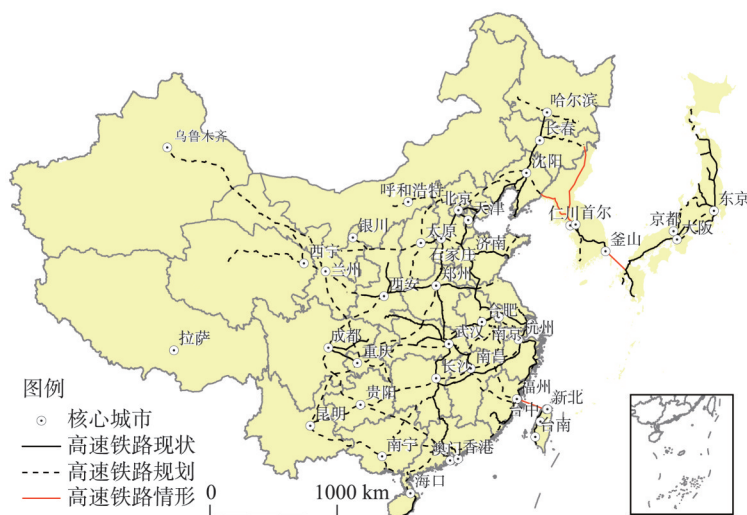 哈尔滨
长春
乌鲁木齐
沈阳
呼和浩特
北京
天津
东京
仁川
首尔
银川
太原
京都
大阪
釜山
石家庄
济南
西宁
兰州
西安
郑州
合肥
拉萨
成都
武汉
南京
杭州
重庆
南昌
长沙
图例
贵阳
福州
新北
核心城市
昆明
台中
台南
高速铁路现状
南宁
澳门
香港
高速铁路规划
海口
高速铁路情形
0
1000 km